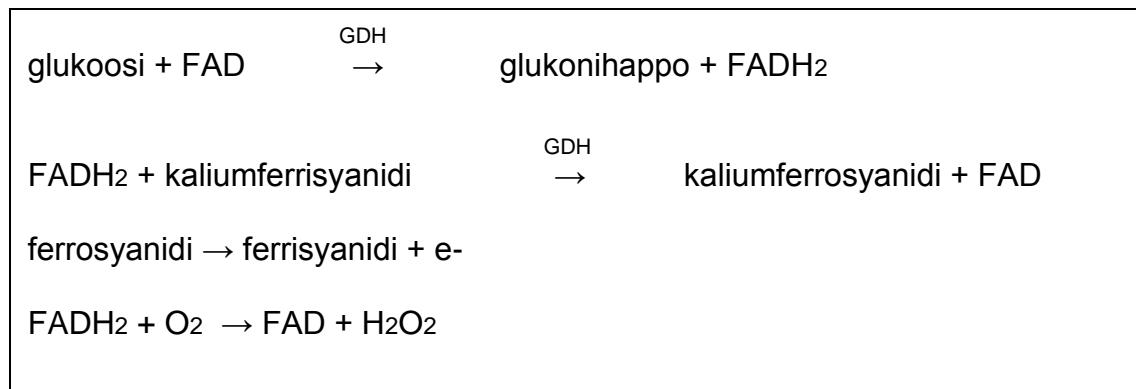 GDH
glukoosi + FAD → glukonihappo + FADH2
GDH
FADH2 + kaliumferrisyanidi → kaliumferrosyanidi + FAD
ferrosyanidi → ferrisyanidi + e-
FADH2 + O2 → FAD + H2O2